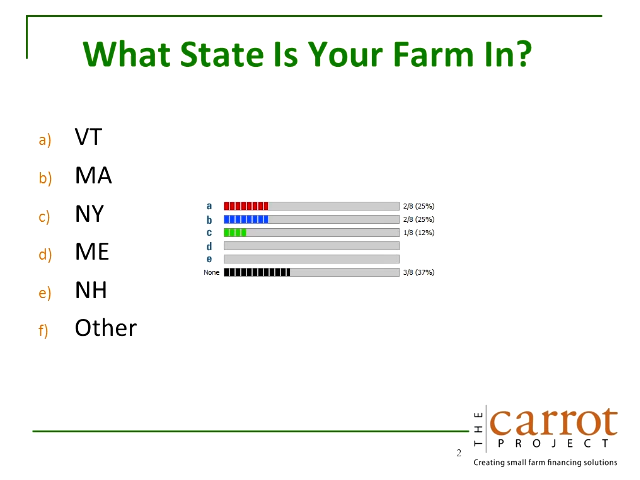 What State Is Your Farm In?
a) VT
b) MA
c) NY
d) ME
e) NH
f) Other
a 2/8 (25%)
b 2/8 (25%)
c 1/8 (12%)
d
e
None 3/8 (37%)
THE carrot
PROJECT
Creating small farm financing solutions
2